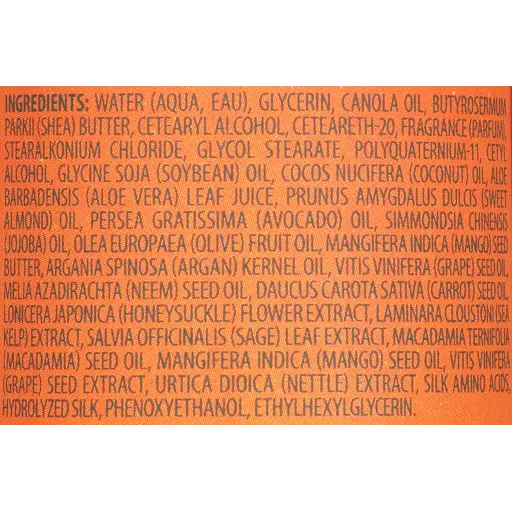 INGREDIENTS: WATER (AQUA, EAU), GLYCERIN, CANOLA OIL, BUTYROSERMUM
PARKII (SHEA) BUTTER, CETEARYL ALCOHOL, CETEARETH-20, FRAGRANCE (PARFUM),
STEARALKONIUM CHLORIDE, GLYCOL STEARATE, POLYQUATERNIUM-11, CETYL
ALCOHOL, GLYCINE SOJA (SOYBEAN) OIL, COCOS NUCIFERA (COCONUT) OIL, ALOE
BARBADENSIS (ALOE VERA) LEAF JUICE, PRUNUS AMYGDALUS DULCIS (SWEET
ALMOND) OIL, PERSEA GRATISSIMA (AVOCADO) OIL, SIMMONDSIA CHINENSIS
(JOJOBA) OIL, OLEA EUROPAEA (OLIVE) FRUIT OIL, MANGIFERA INDICA (MANGO) SEED
BUTTER, ARGANIA SPINOSA (ARGAN) KERNEL OIL, VITIS VINIFERA (GRAPE) SEED OIL,
MELIA AZADIRACHTA (NEEM) SEED OIL, DAUCUS CAROTA SATIVA (CARROT) SEED OIL,
LONICERA JAPONICA (HONEYSUCKLE) FLOWER EXTRACT, LAMINARA CLOUSTONI (SEA
KELP) EXTRACT, SALVIA OFFICINALIS (SAGE) LEAF EXTRACT, MACADAMIA TERNIFOLIA
(MACADAMIA) SEED OIL, MANGIFERA INDICA (MANGO) SEED OIL, VITIS VINIFERA
(GRAPE) SEED EXTRACT, URTICA DIOICA (NETTLE) EXTRACT, SILK AMINO ACIDS,
HYDROLYZED SILK, PHENOXYETHANOL, ETHYLHEXYLGLYCERIN.